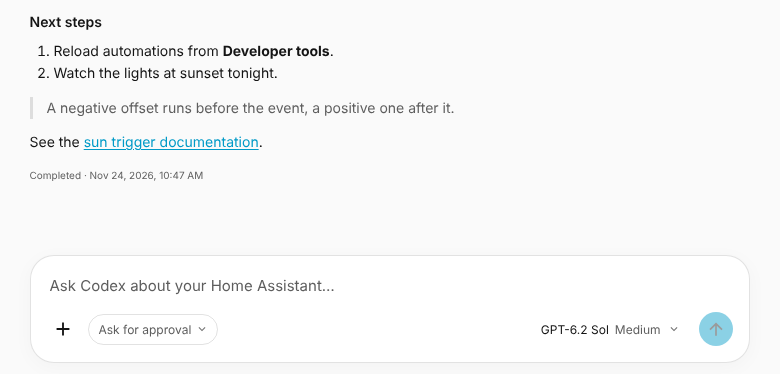 Next steps
1. Reload automations from Developer tools.
2. Watch the lights at sunset tonight.
A negative offset runs before the event, a positive one after it.
See the sun trigger documentation.
Completed · Nov 24, 2026, 10:47 AM
Ask Codex about your Home Assistant...
Ask for approval
GPT-6.2 Sol Medium